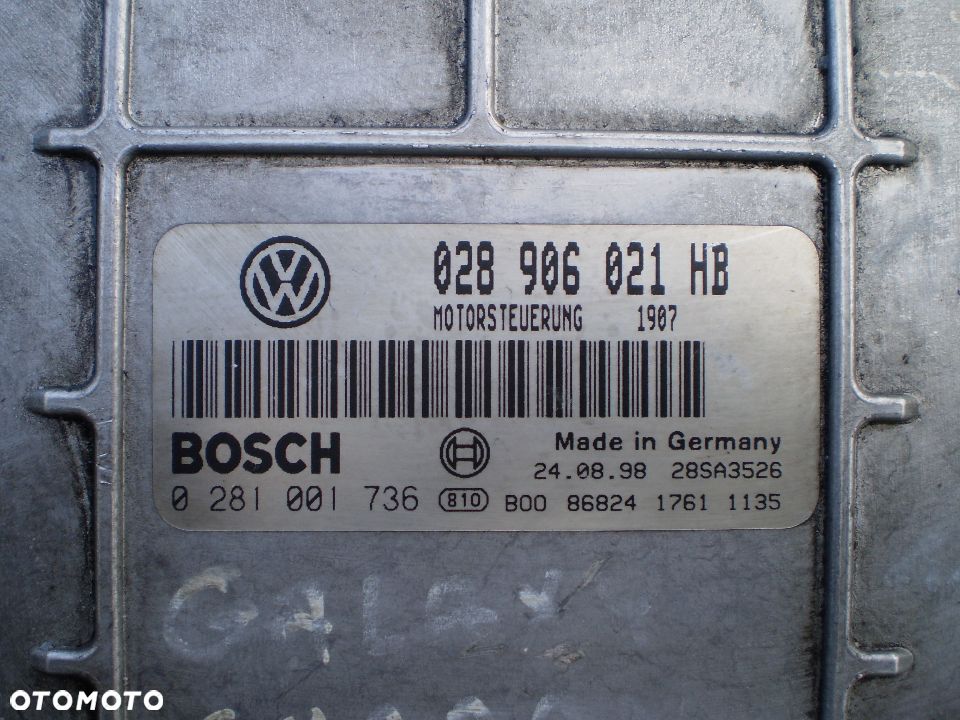 028 906 021 HB
MOTORSTEUERUNG 1907
BOSCH
Made in Germany
24.08.98 28SA3526
0 281 001 736 810 B00 86824 1761 1135
GALAX
OTOMOTO